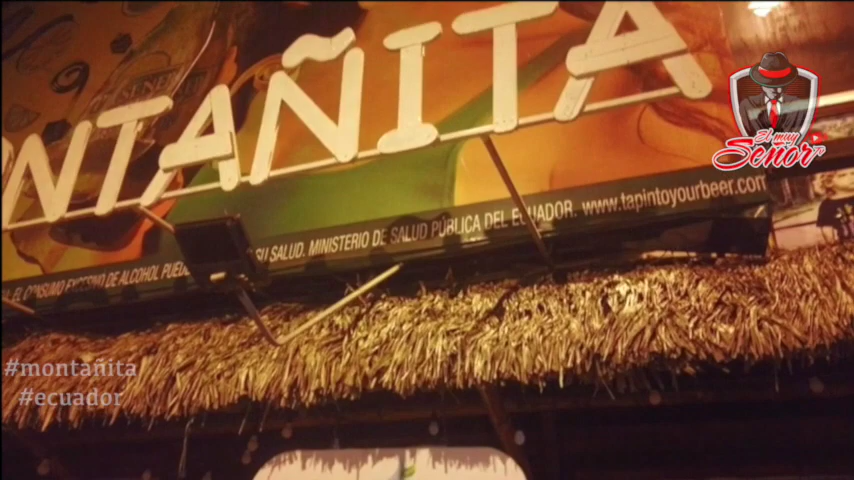 NTAÑITA
El muy
Señor
TV
EL CONSUMO EXCESIVO DE ALCOHOL PUEDE SU SALUD. MINISTERIO DE SALUD PÚBLICA DEL ECUADOR. www.tapintoyourbeer.com
#montañita
#ecuador